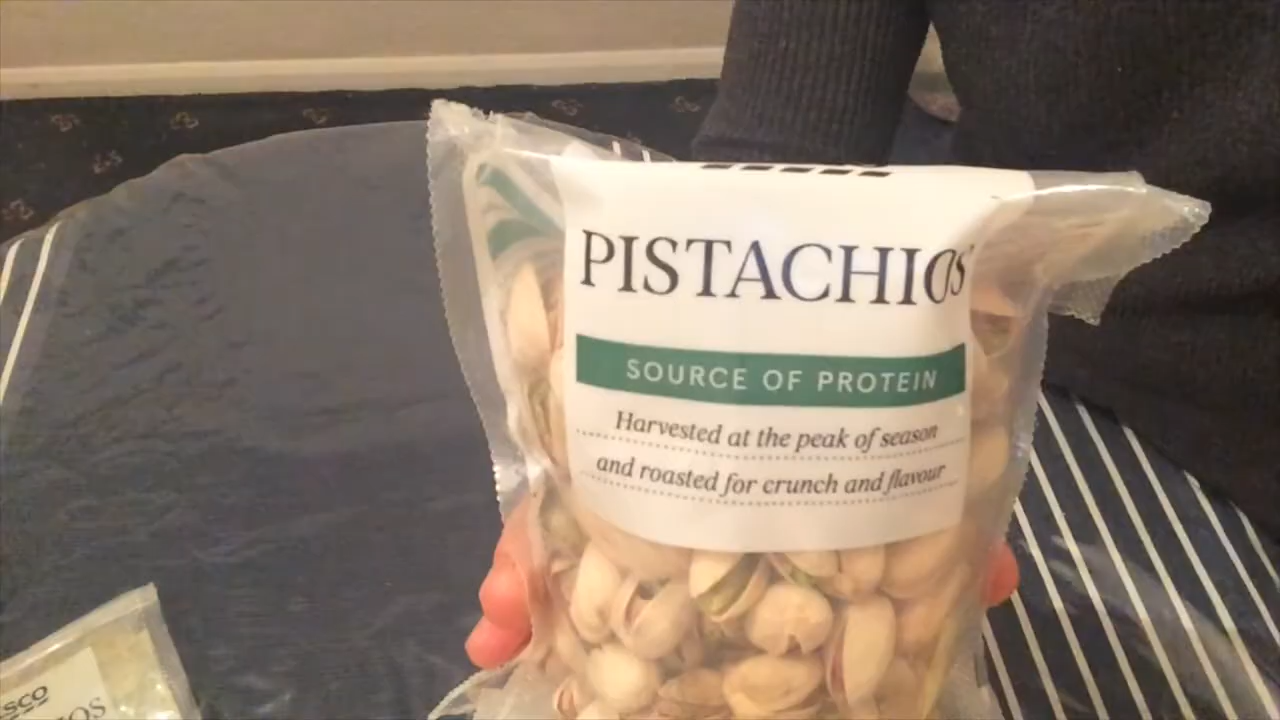 PISTACHIOS
SOURCE OF PROTEIN
Harvested at the peak of season
and roasted for crunch and flavour